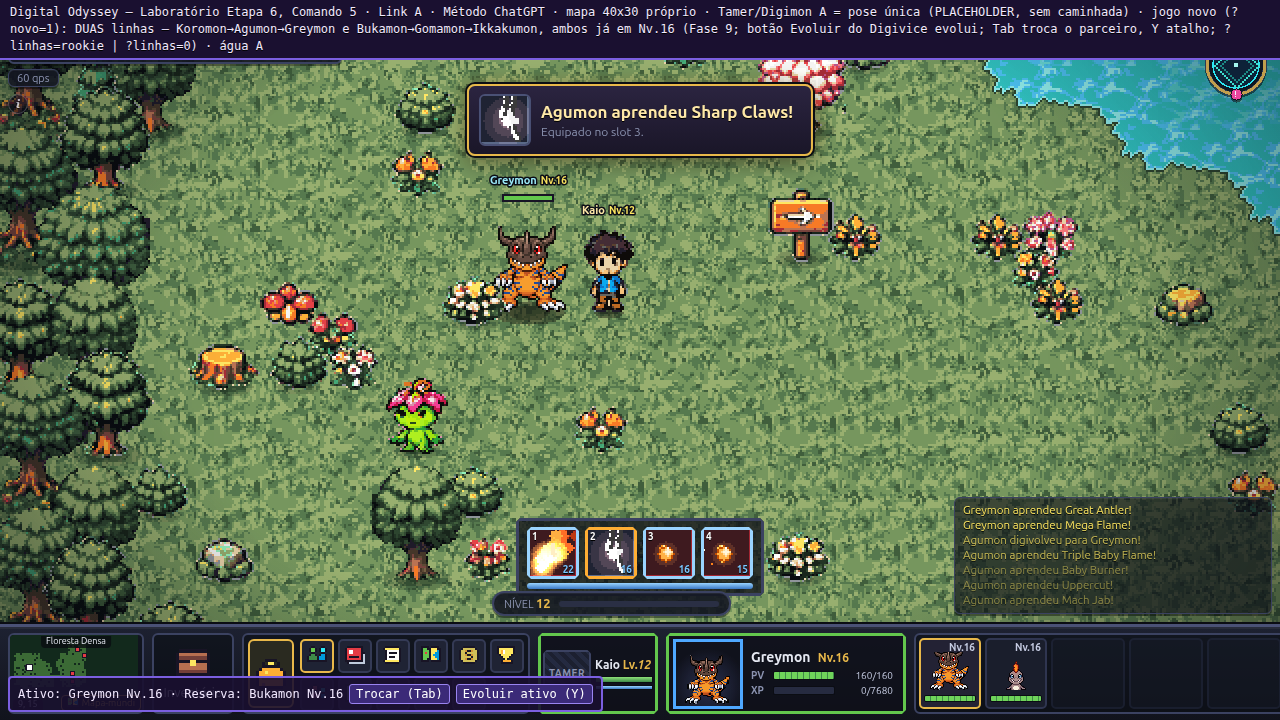 Digital Odyssey — Laboratório Etapa 6, Comando 5 · Link A · Método ChatGPT · mapa 40x30 próprio · Tamer/Digimon A = pose única (PLACEHOLDER, sem caminhada) · jogo novo (?
novo=1): DUAS linhas — Koromon→Agumon→Greymon e Bukamon→Gomamon→Ikkakumon, ambos já em Nv.16 (Fase 9; botão Evoluir do Digivice evolui; Tab troca o parceiro, Y atalho; ?
linhas=rookie | ?linhas=0) · água A
60 qps
i
Agumon aprendeu Sharp Claws!
Equipado no slot 3.
Greymon Nv.16
Kaio Nv.12
Greymon aprendeu Great Antler!
Greymon aprendeu Mega Flame!
Agumon digivolveu para Greymon!
Agumon aprendeu Triple Baby Flame!
Agumon aprendeu Baby Burner!
Agumon aprendeu Uppercut!
Agumon aprendeu Mach Jab!
1 22
2 16
3 16
4 15
NÍVEL 12
Floresta Densa
TAMER
Kaio Lv.12
Greymon Nv.16
PV 160/160
XP 0/7680
Nv.16
Nv.16
Ativo: Greymon Nv.16 · Reserva: Bukamon Nv.16 Trocar (Tab) Evoluir ativo (Y)